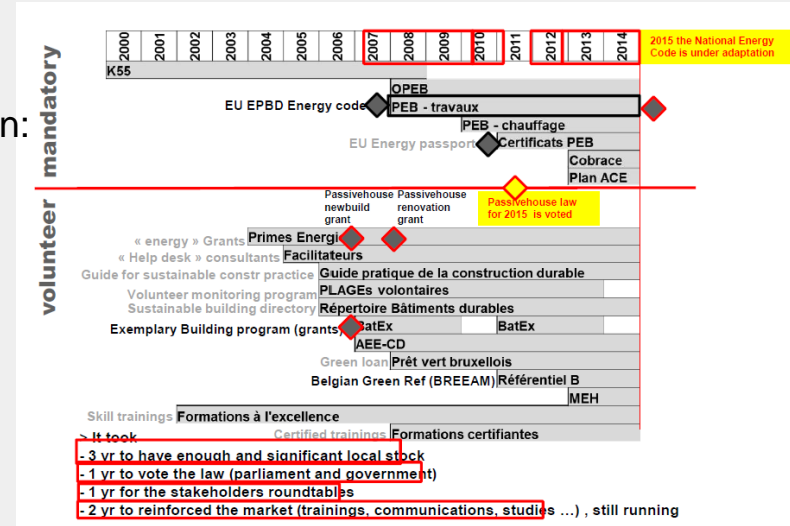 2000 2001 2002 2003 2004 2005 2006 2007 2008 2009 2010 2011 2012 2013 2014
2015 the National Energy
Code is under adaptation
mandatory
n:
K55
OPEB
EU EPBD Energy code
PEB - travaux
PEB - chauffage
EU Energy passport
Certificats PEB
Cobrace
Plan ACE
volunteer
Passivehouse
newbuild
grant
Passivehouse
renovation
grant
Passivehouse law
for 2015 is voted
« energy » Grants Primes Energi
« Help desk » consultants Facilitateurs
Guide for sustainable constr practice Guide pratique de la construction durable
Volunteer monitoring program PLAGEs volontaires
Sustainable building directory Répertoire Bâtiments durables
Exemplary Building program (grants) BatEx BatEx
AEE-CD
Green loan Prêt vert bruxellois
Belgian Green Ref (BREEAM) Référentiel B
MEH
Skill trainings Formations à l'excellence
Certified trainings Formations certifiantes
> It took
- 3 yr to have enough and significant local stock
- 1 yr to vote the law (parliament and government)
- 1 yr for the stakeholders roundtables
- 2 yr to reinforced the market (trainings, communications, studies ...) , still running